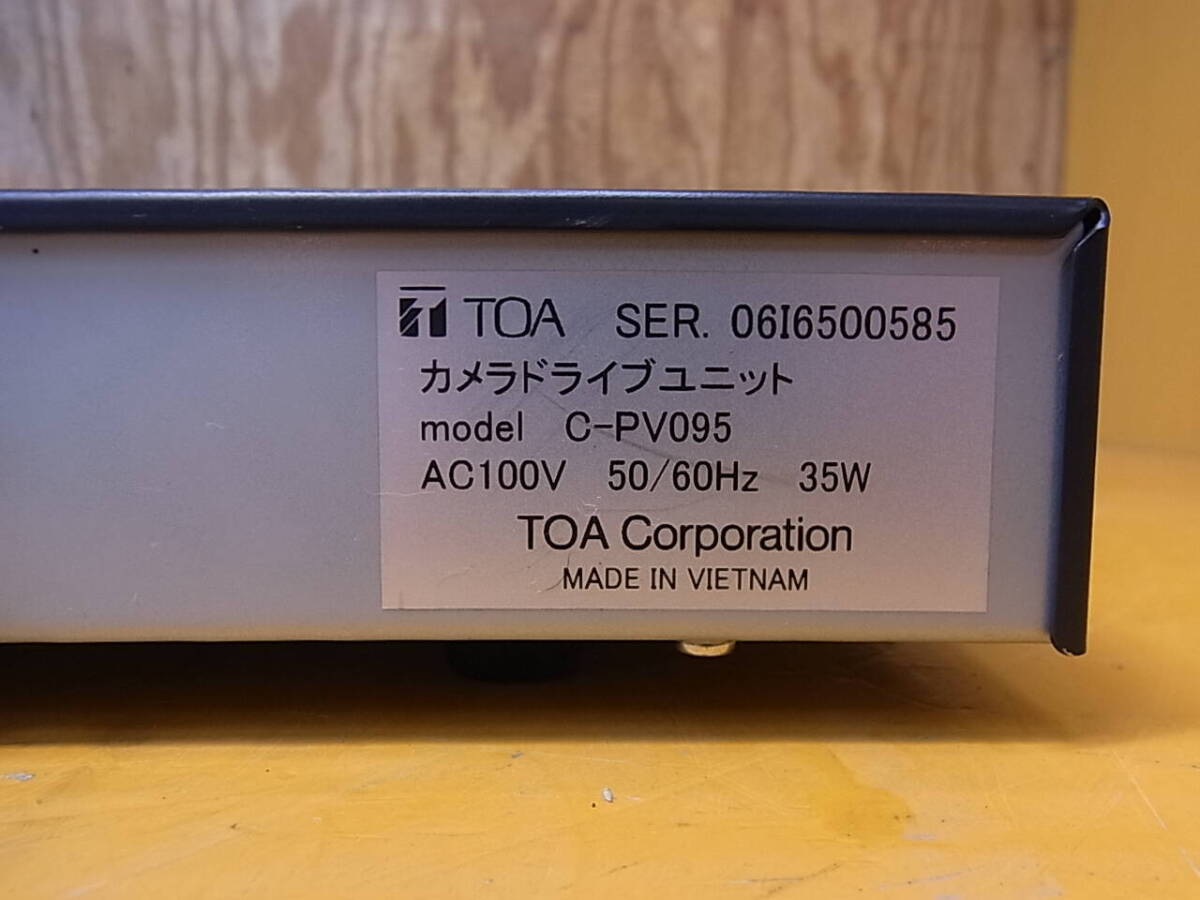 TOA SER. 06I6500585
カメラドライブユニット
model C-PV095
AC100V 50/60Hz 35W
TOA Corporation
MADE IN VIETNAM